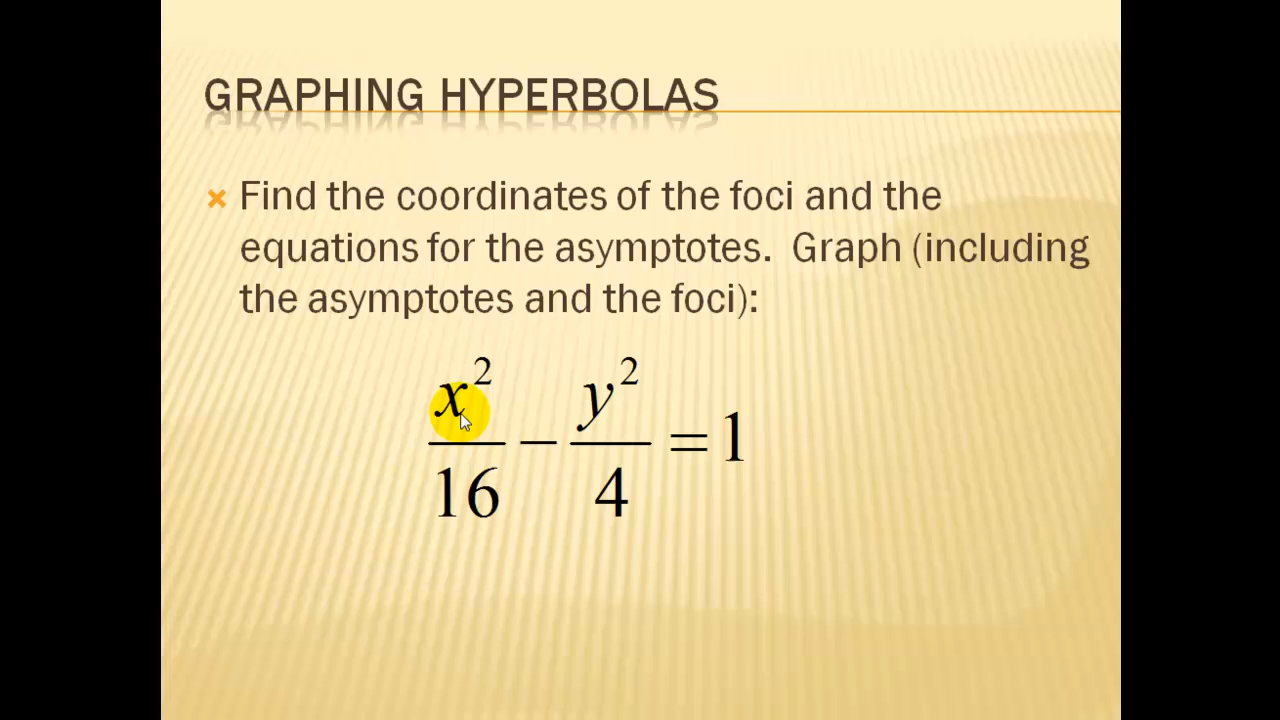 GRAPHING HYPERBOLAS
Find the coordinates of the foci and the
equations for the asymptotes.  Graph (including
the asymptotes and the foci):
x²/16 − y²/4 = 1